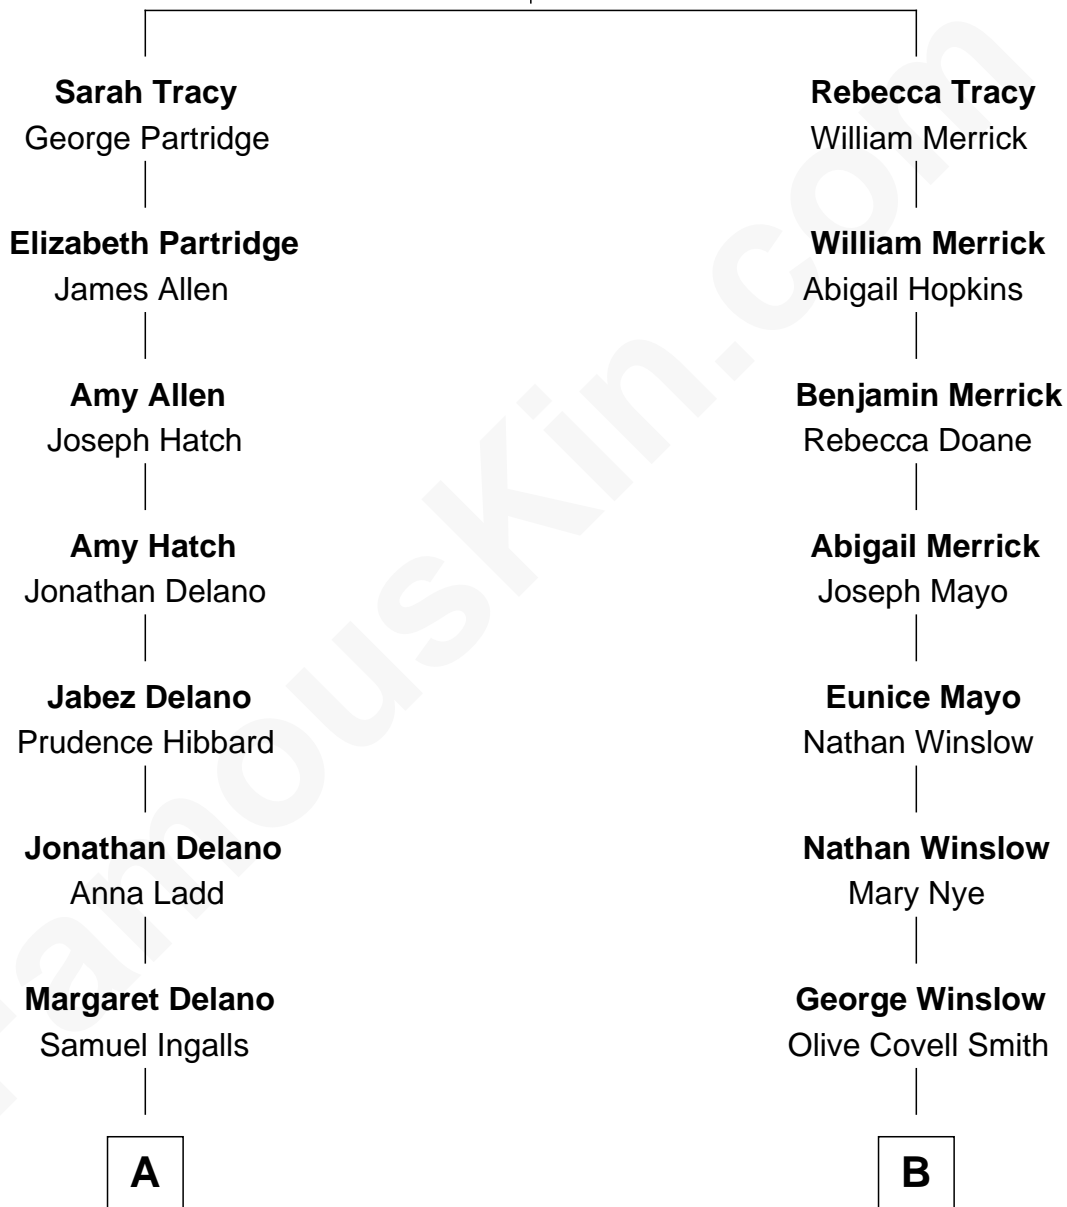 Sarah Tracy
George Partridge
Elizabeth Partridge
James Allen
Amy Allen
Joseph Hatch
Amy Hatch
Jonathan Delano
Jabez Delano
Prudence Hibbard
Jonathan Delano
Anna Ladd
Margaret Delano
Samuel Ingalls
A
Rebecca Tracy
William Merrick
William Merrick
Abigail Hopkins
Benjamin Merrick
Rebecca Doane
Abigail Merrick
Joseph Mayo
Eunice Mayo
Nathan Winslow
Nathan Winslow
Mary Nye
George Winslow
Olive Covell Smith
B
FamousKin.com